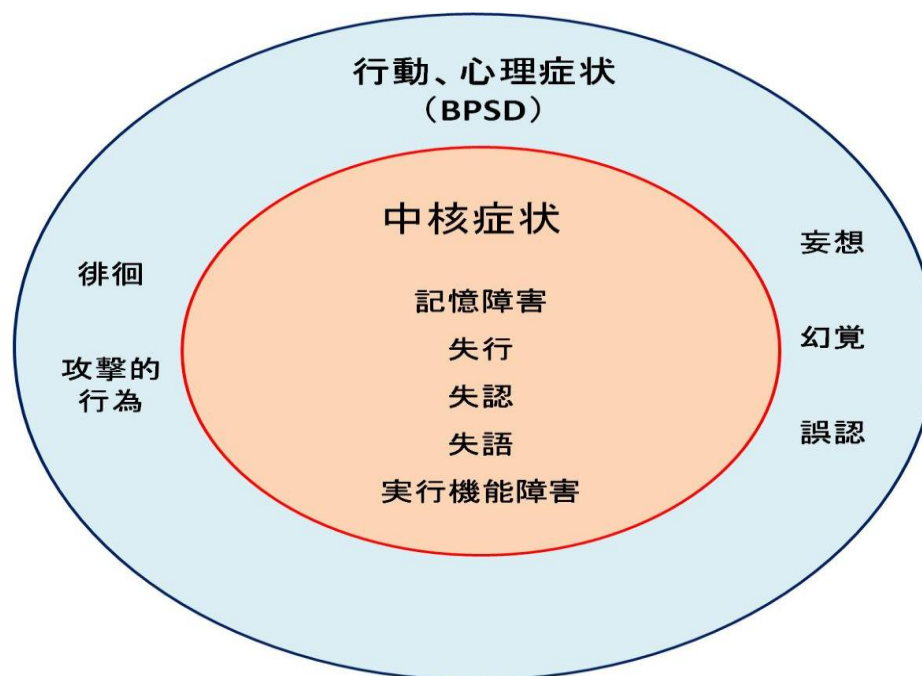 行動、心理症状
（BPSD）
中核症状
記憶障害
失行
失認
失語
実行機能障害
徘徊
攻撃的
行為
妄想
幻覚
誤認